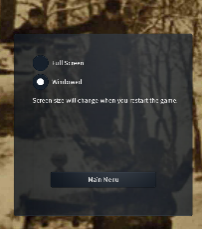 Full Screen
Windowed
Screen size will change when you restart the game.
Main Menu